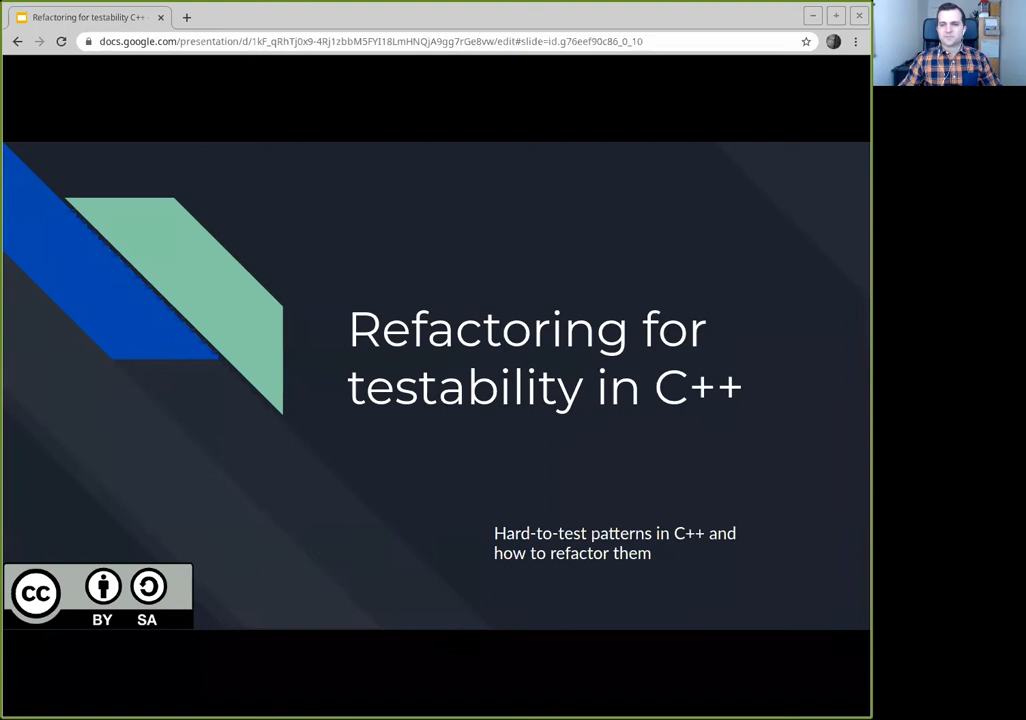 Refactoring for testability C++ -
docs.google.com/presentation/d/1kF_qRhTj0x9-4Rj1zbbM5FYI18LmHNQjA9gg7rGe8vw/edit#slide=id.g76eef90c86_0_10
Refactoring for
testability in C++
Hard-to-test patterns in C++ and
how to refactor them
CC
BY SA